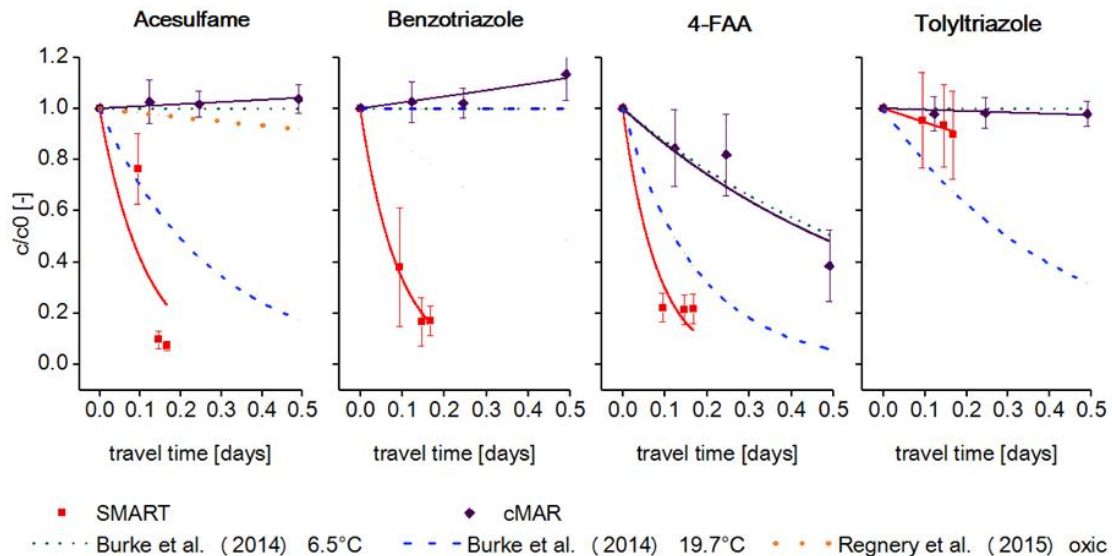 Acesulfame Benzotriazole 4-FAA Tolyltriazole
c/c0 [-]
1.2
1.0
0.8
0.6
0.4
0.2
0.0
0.0 0.1 0.2 0.3 0.4 0.5 0.0 0.1 0.2 0.3 0.4 0.5 0.0 0.1 0.2 0.3 0.4 0.5 0.0 0.1 0.2 0.3 0.4 0.5
travel time [days] travel time [days] travel time [days] travel time [days]
SMART cMAR
Burke et al. (2014) 6.5°C Burke et al. (2014) 19.7°C Regnery et al. (2015) oxic